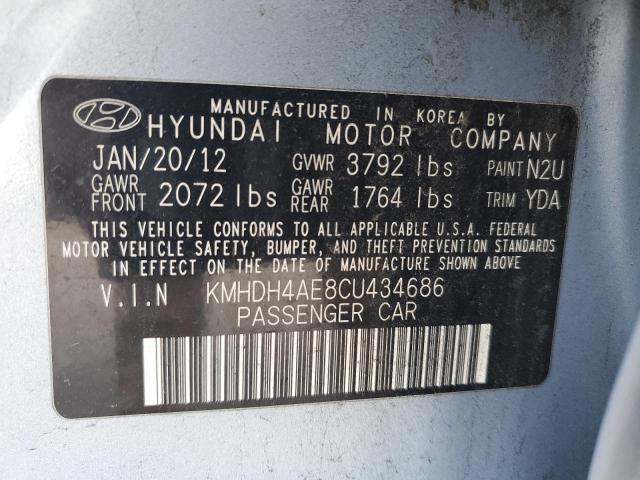 MANUFACTURED IN KOREA BY
HYUNDAI MOTOR COMPANY
JAN/20/12 GVWR 3792 lbs PAINT N2U
GAWR FRONT 2072 lbs GAWR REAR 1764 lbs TRIM YDA
THIS VEHICLE CONFORMS TO ALL APPLICABLE U.S.A. FEDERAL
MOTOR VEHICLE SAFETY, BUMPER, AND THEFT PREVENTION STANDARDS
IN EFFECT ON THE DATE OF MANUFACTURE SHOWN ABOVE
V.I.N KMHDH4AE8CU434686
PASSENGER CAR